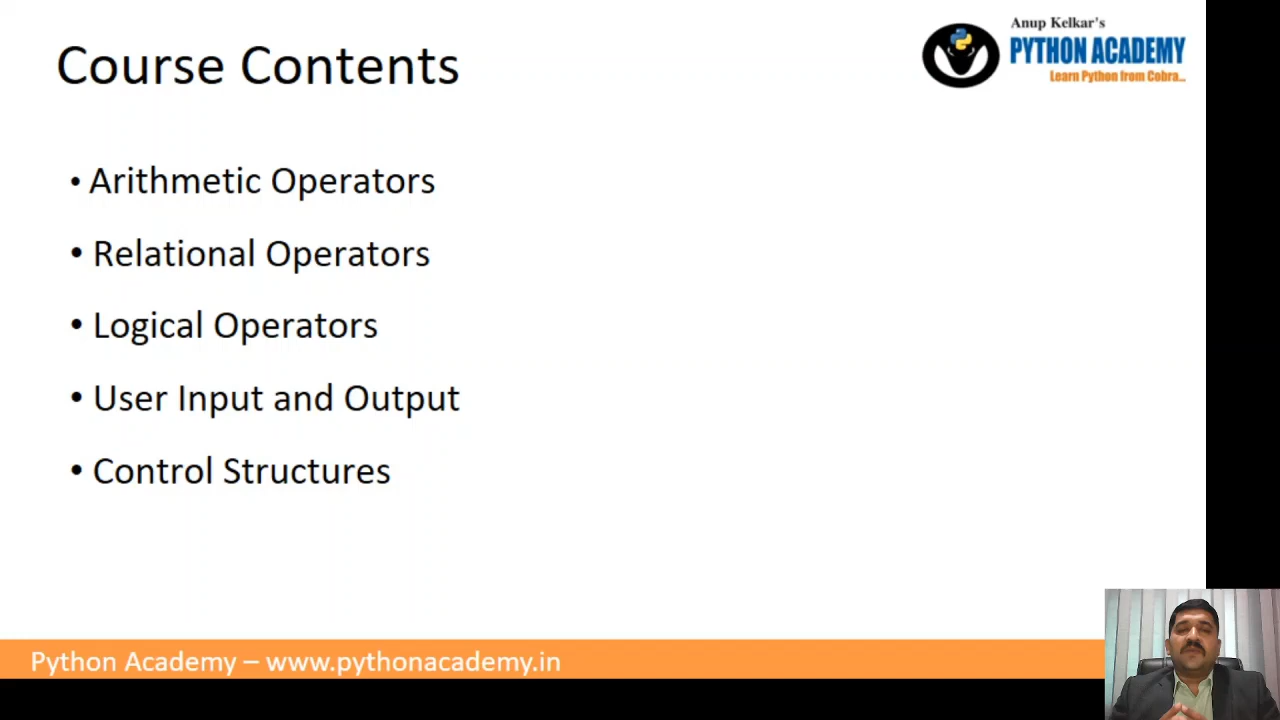 Course Contents
Anup Kelkar's
PYTHON ACADEMY
Learn Python from Cobra...
• Arithmetic Operators
• Relational Operators
• Logical Operators
• User Input and Output
• Control Structures
Python Academy – www.pythonacademy.in